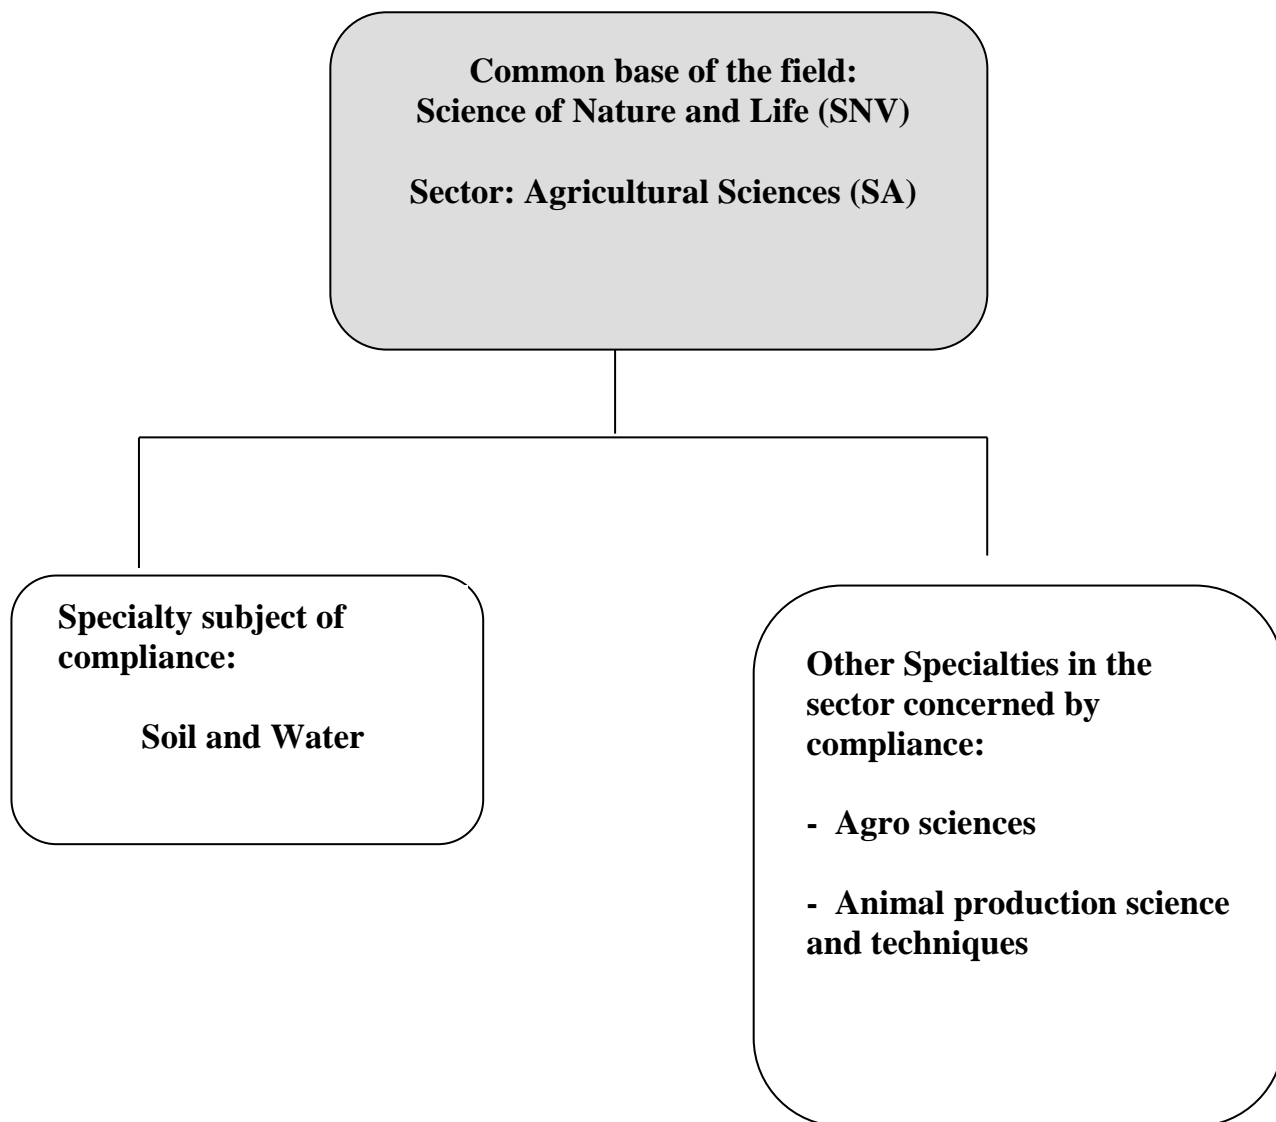 Common base of the field:
Science of Nature and Life (SNV)
Sector: Agricultural Sciences (SA)
Specialty subject of
compliance:
Soil and Water
Other Specialties in the
sector concerned by
compliance:
- Agro sciences
- Animal production science
and techniques